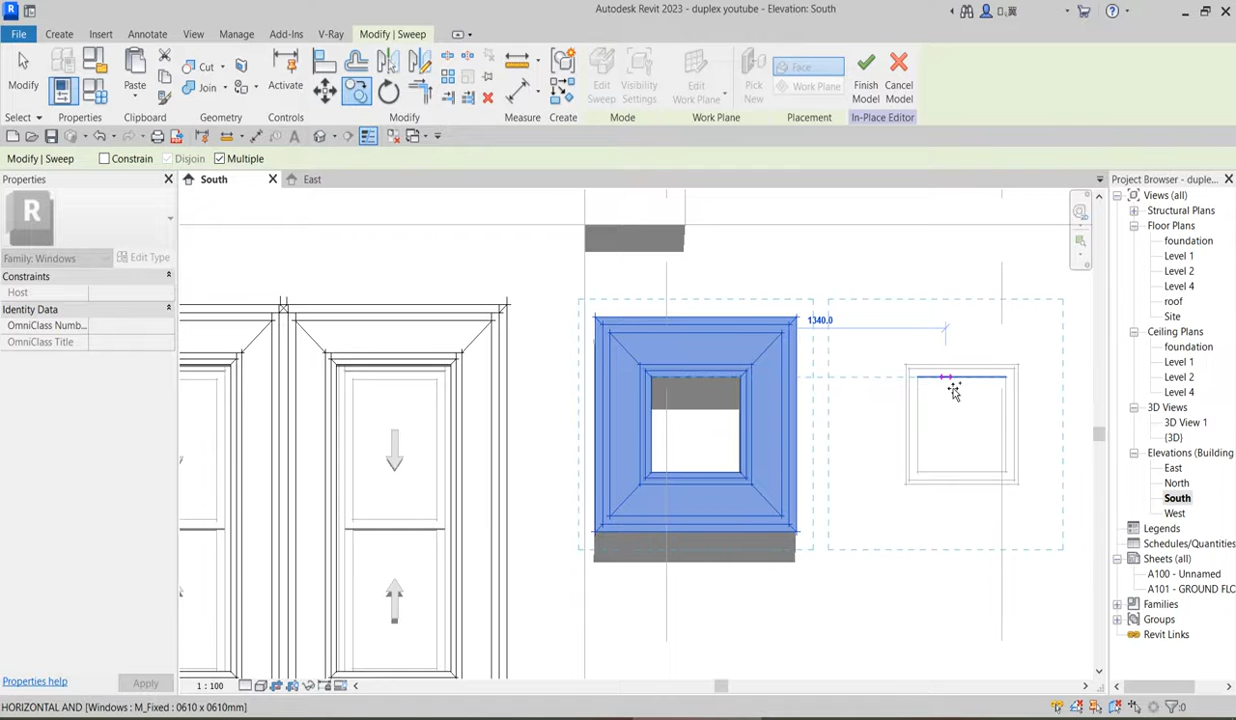 Autodesk Revit 2023 - duplex youtube - Elevation: South
File Create Insert Annotate View Manage Add-Ins V-Ray Modify | Sweep
Modify
Paste
Cut
Join
Activate
Edit Sweep
Visibility Settings
Edit Work Plane
Pick New
Face
Work Plane
Finish Model
Cancel Model
Select Properties Clipboard Geometry Controls Modify Measure Create Mode Work Plane Placement In-Place Editor
Modify | Sweep Constrain Disjoin Multiple
Properties
South
East
Project Browser - duple...
Family: Windows
Edit Type
Constraints
Host
Identity Data
OmniClass Numb...
OmniClass Title
Properties help
Apply
1340.0
Views (all)
Structural Plans
Floor Plans
foundation
Level 1
Level 2
Level 4
roof
Site
Ceiling Plans
foundation
Level 1
Level 2
Level 4
3D Views
3D View 1
{3D}
Elevations (Building
East
North
South
West
Legends
Schedules/Quantities
Sheets (all)
A100 - Unnamed
A101 - GROUND FLC
Families
Groups
Revit Links
1 : 100
HORIZONTAL AND [Windows : M_Fixed : 0610 x 0610mm]
:0